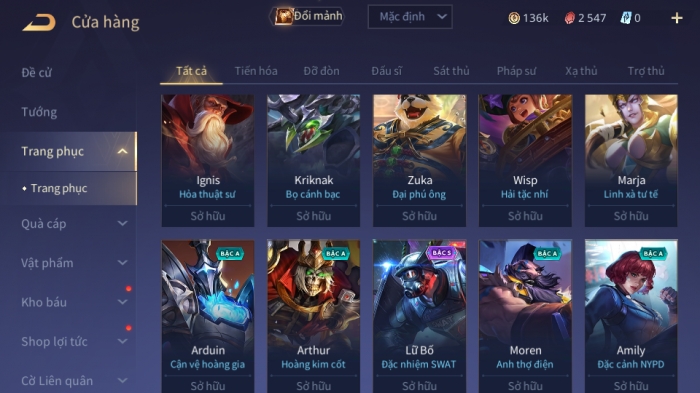 Cửa hàng
Đổi mảnh
Mặc định
136k
2 547
0
Đề cử
Tướng
Trang phục
Trang phục
Quà cáp
Vật phẩm
Kho báu
Shop lợi tức
Cờ Liên quân
Tất cả
Tiến hóa
Đỡ đòn
Đấu sĩ
Sát thủ
Pháp sư
Xạ thủ
Trợ thủ
Ignis
Hỏa thuật sư
Sở hữu
Kriknak
Bọ cánh bạc
Sở hữu
Zuka
Đại phú ông
Sở hữu
Wisp
Hải tặc nhí
Sở hữu
Marja
Linh xà tư tế
Sở hữu
BẬC A
Arduin
Cận vệ hoàng gia
Sở hữu
BẬC A
Arthur
Hoàng kim cốt
Sở hữu
BẬC S
Lữ Bố
Đặc nhiệm SWAT
Sở hữu
BẬC A
Moren
Anh thợ điện
Sở hữu
BẬC A
Amily
Đặc cảnh NYPD
Sở hữu